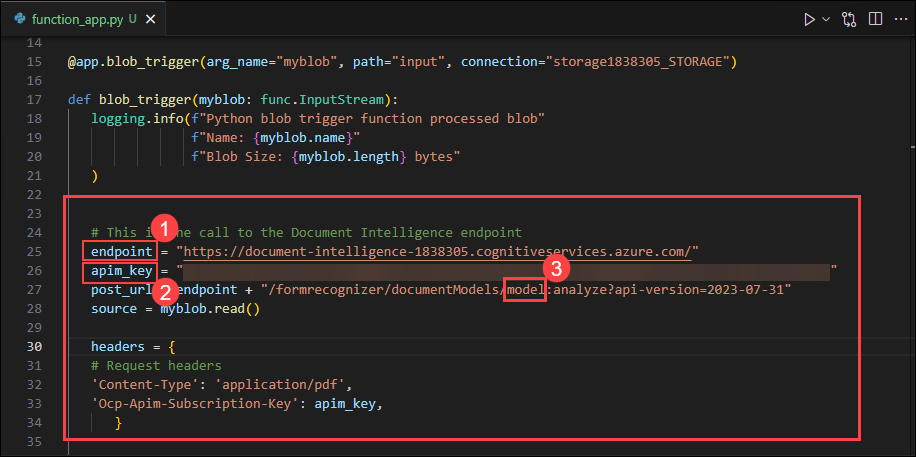 function_app.py U
14
15 @app.blob_trigger(arg_name="myblob", path="input", connection="storage1838305_STORAGE")
16
17 def blob_trigger(myblob: func.InputStream):
18 logging.info(f"Python blob trigger function processed blob"
19 f"Name: {myblob.name}"
20 f"Blob Size: {myblob.length} bytes"
21 )
22
23
24 # This i he call to the Document Intelligence endpoint
1
25 endpoint = "https://document-intelligence-1838305.cognitiveservices.azure.com/"
26 apim_key = " "
3
27 post_url endpoint + "/formrecognizer/documentModels/model:analyze?api-version=2023-07-31"
2
28 source = myblob.read()
29
30 headers = {
31 # Request headers
32 'Content-Type': 'application/pdf',
33 'Ocp-Apim-Subscription-Key': apim_key,
34 }
35